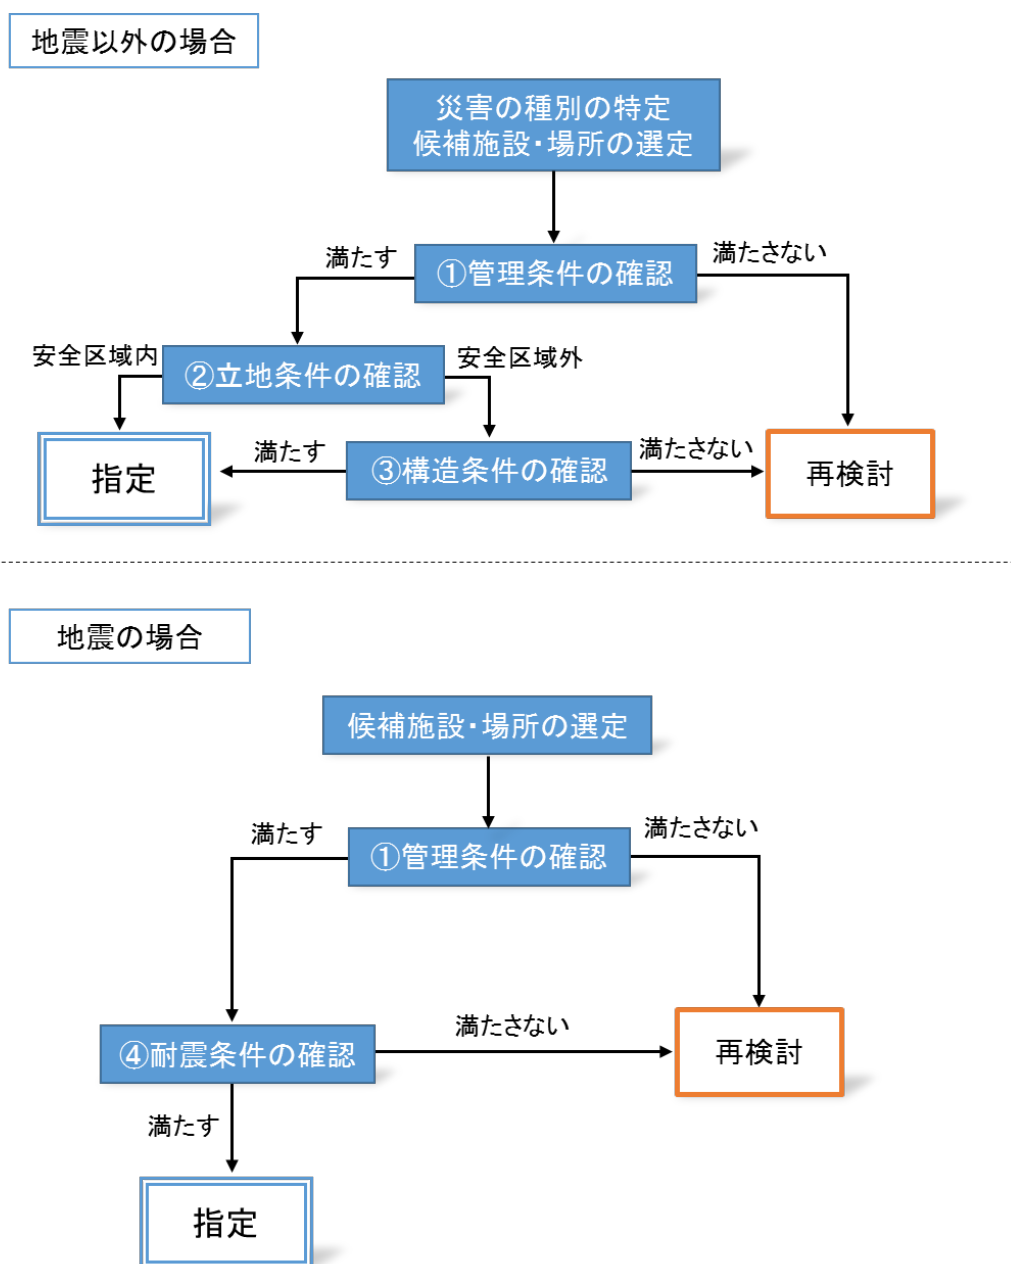 地震以外の場合
災害の種別の特定
候補施設・場所の選定
満たす
①管理条件の確認
満たさない
安全区域内
②立地条件の確認
安全区域外
指定
満たす
③構造条件の確認
満たさない
再検討
地震の場合
候補施設・場所の選定
満たす
①管理条件の確認
満たさない
④耐震条件の確認
満たさない
再検討
満たす
指定